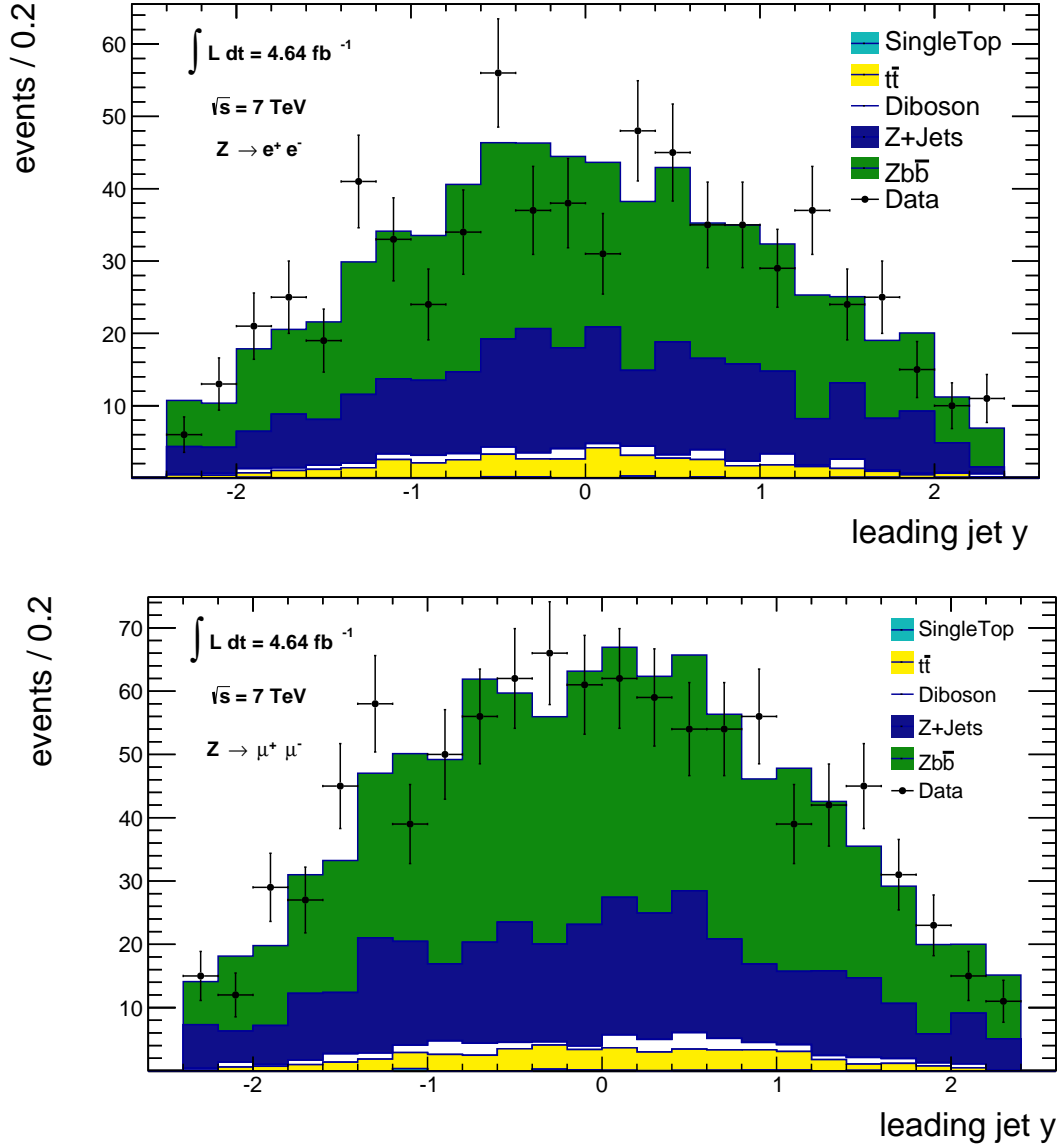 events / 0.2
60
50
40
30
20
10
∫ L dt = 4.64 fb⁻¹
√s = 7 TeV
Z → e⁺ e⁻
SingleTop
tt̄
Diboson
Z+Jets
Zbb̄
Data
-2 -1 0 1 2
leading jet y
events / 0.2
70
60
50
40
30
20
10
∫ L dt = 4.64 fb⁻¹
√s = 7 TeV
Z → μ⁺ μ⁻
SingleTop
tt̄
Diboson
Z+Jets
Zbb̄
Data
-2 -1 0 1 2
leading jet y